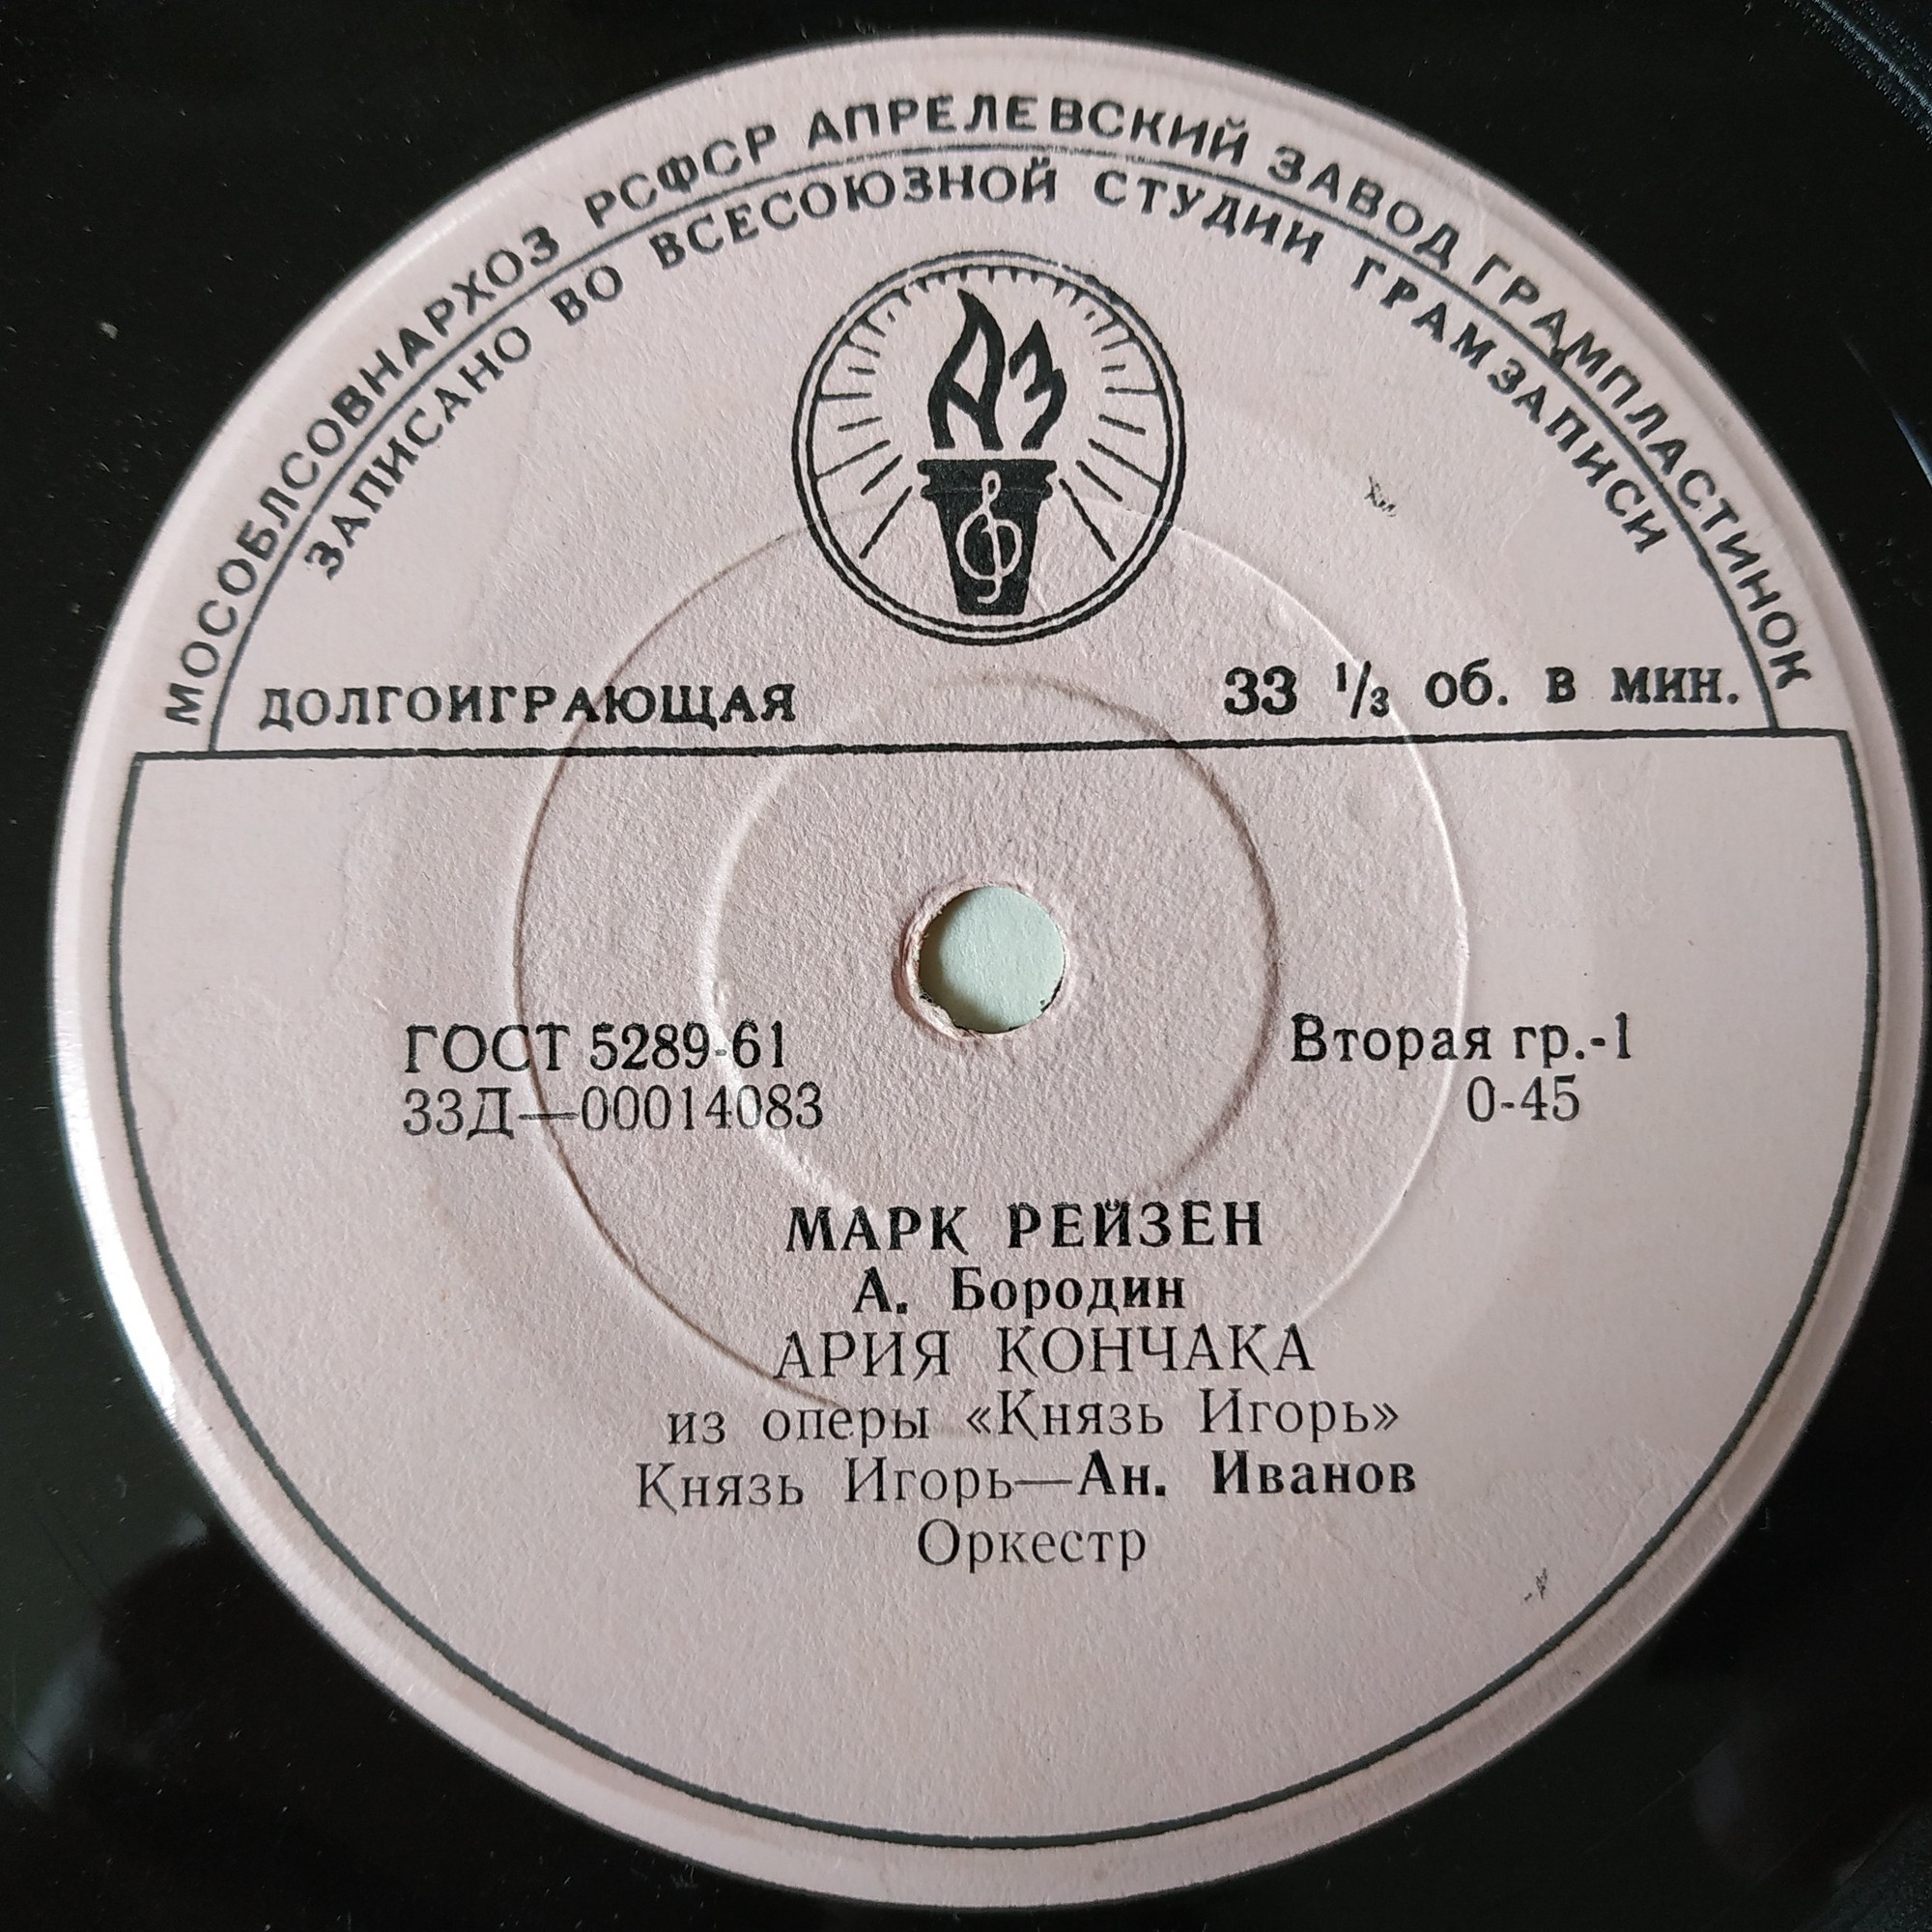 МОСОБЛСОВНАРХОЗ РСФСР АПРЕЛЕВСКИЙ ЗАВОД ГРАМПЛАСТИНОК
ЗАПИСАНО ВО ВСЕСОЮЗНОЙ СТУДИИ ГРАМЗАПИСИ
АЗ
ДОЛГОИГРАЮЩАЯ
33 1/3 об. в мин.
ГОСТ 5289-61
Вторая гр.-1
33Д—00014083
0-45
МАРК РЕЙЗЕН
А. Бородин
АРИЯ КОНЧАКА
из оперы «Князь Игорь»
Князь Игорь—Ан. Иванов
Оркестр